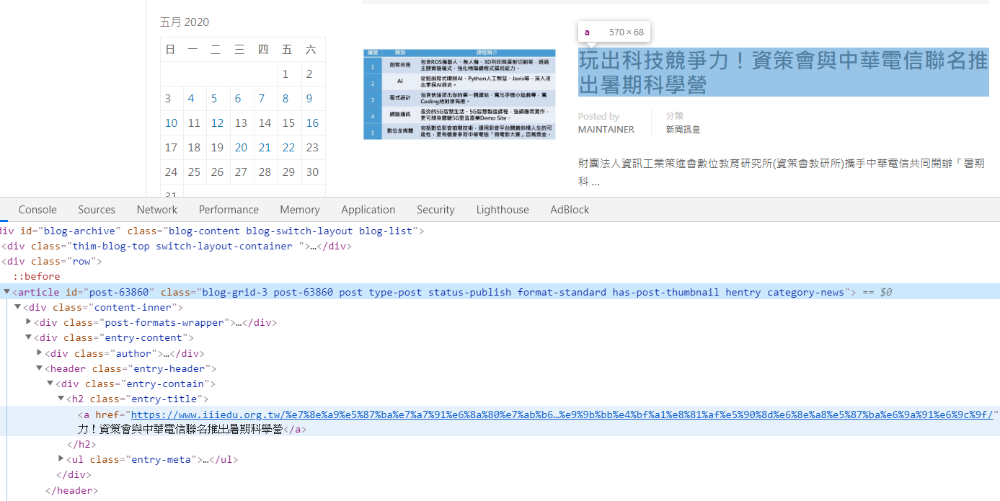 五月 2020
日 一 二 三 四 五 六
1 2
3 4 5 6 7 8 9
10 11 12 13 14 15 16
17 18 19 20 21 22 23
24 25 26 27 28 29 30
31
編號 類別 課程簡介
1 創客自造 包含ROS機器人、無人機、3D列印與雷射切割等,透過
主題實驗模式,強化物聯網程式撰寫能力。
2 AI 從遊戲程式瞭解AI、Python人工智慧、Javis等,深入淺
出掌握AI概念。
3 程式設計 包含快速架出你的第一個網站、寫出手機小遊戲等,寫
Coding絕對很有趣。
4 網路通訊 最夯的5G智慧生活、5G智慧製造課程,強調應用實作,
更可親身體驗5G垂直產業Demo Site。
5 數位全媒體 包括數位影音拍製技術,運用影音平台開創斜槓人生的可
能性,更有機會爭取中華電信「微電影大賽」百萬獎金。
a 570 × 68
玩出科技競爭力!資策會與中華電信聯名推
出暑期科學營
Posted by
MAINTAINER
分類
新聞訊息
財團法人資訊工業策進會數位教育研究所(資策會教研所)攜手中華電信共同開辦「暑期
科 ...
Console Sources Network Performance Memory Application Security Lighthouse AdBlock
div id="blog-archive" class="blog-content blog-switch-layout blog-list">
<div class="thim-blog-top switch-layout-container ">…</div>
<div class="row">
::before
<article id="post-63860" class="blog-grid-3 post-63860 post type-post status-publish format-standard has-post-thumbnail hentry category-news"> == $0
<div class="content-inner">
<div class="post-formats-wrapper">…</div>
<div class="entry-content">
<div class="author">…</div>
<header class="entry-header">
<div class="entry-contain">
<h2 class="entry-title">
<a href="https://www.iiiedu.org.tw/%e7%8e%a9%e5%87%ba%e7%a7%91%e6%8a%80%e7%ab%b6…%e9%9b%bb%e4%bf%a1%e8%81%af%e5%90%8d%e6%8e%a8%e5%87%ba%e6%9a%91%e6%9c%9f/"
力!資策會與中華電信聯名推出暑期科學營</a>
</h2>
<ul class="entry-meta">…</ul>
</div>
</header>